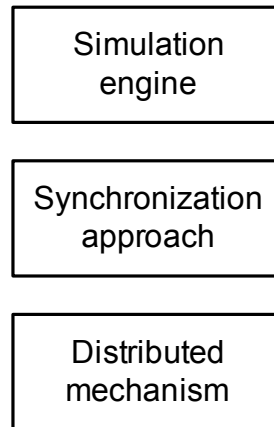 Simulation
engine
Synchronization
approach
Distributed
mechanism